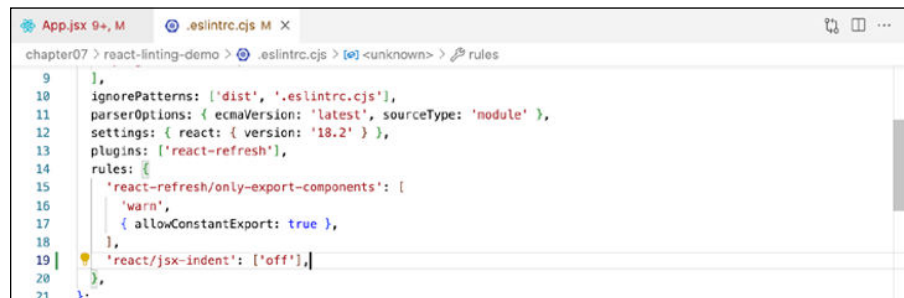 App.jsx 9+, M
.eslintrc.cjs M
chapter07 > react-linting-demo > .eslintrc.cjs > <unknown> > rules
9 ],
10 ignorePatterns: ['dist', '.eslintrc.cjs'],
11 parserOptions: { ecmaVersion: 'latest', sourceType: 'module' },
12 settings: { react: { version: '18.2' } },
13 plugins: ['react-refresh'],
14 rules: {
15 'react-refresh/only-export-components': [
16 'warn',
17 { allowConstantExport: true },
18 ],
19 'react/jsx-indent': ['off'],
20 },
21 };